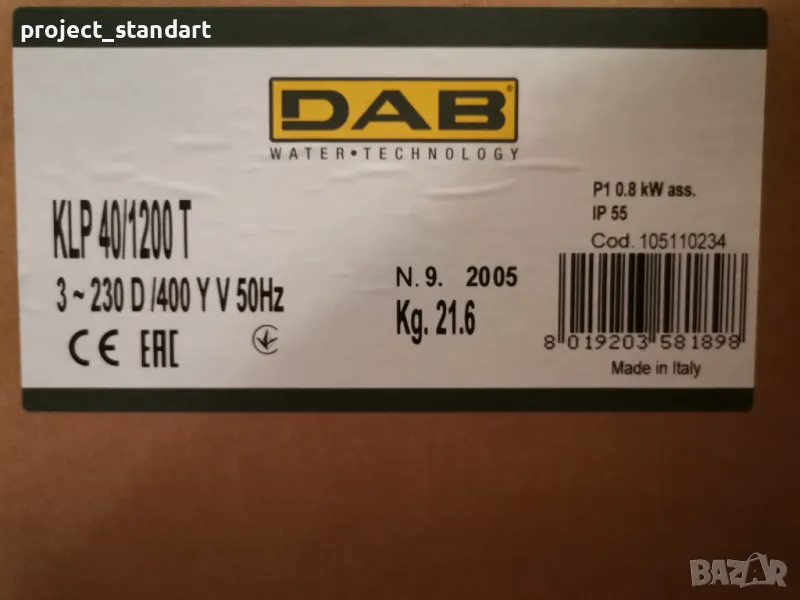 project_standart
DAB®
WATER•TECHNOLOGY
KLP 40/1200 T
3 ~ 230 D /400 Y V 50Hz
CE EAC
N. 9. 2005
Kg. 21.6
P1 0.8 kW ass.
IP 55
Cod. 105110234
8 019203 581898
Made in Italy
BAZAR